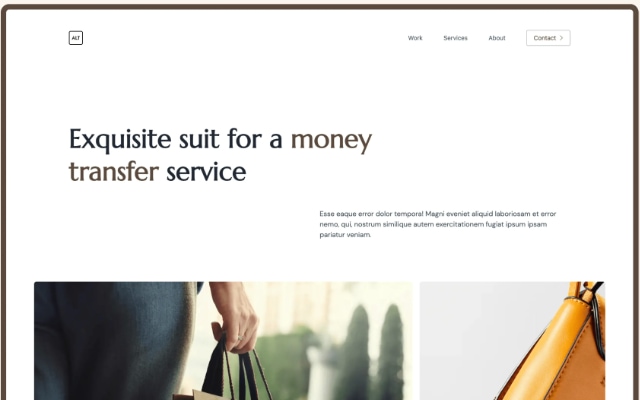 ALT
Work Services About Contact
Exquisite suit for a money
transfer service
Esse eaque error dolor tempora! Magni eveniet aliquid laboriosam et error
nemo, qui, nostrum similique autem exercitationem fugiat ipsum ipsam
pariatur veniam.